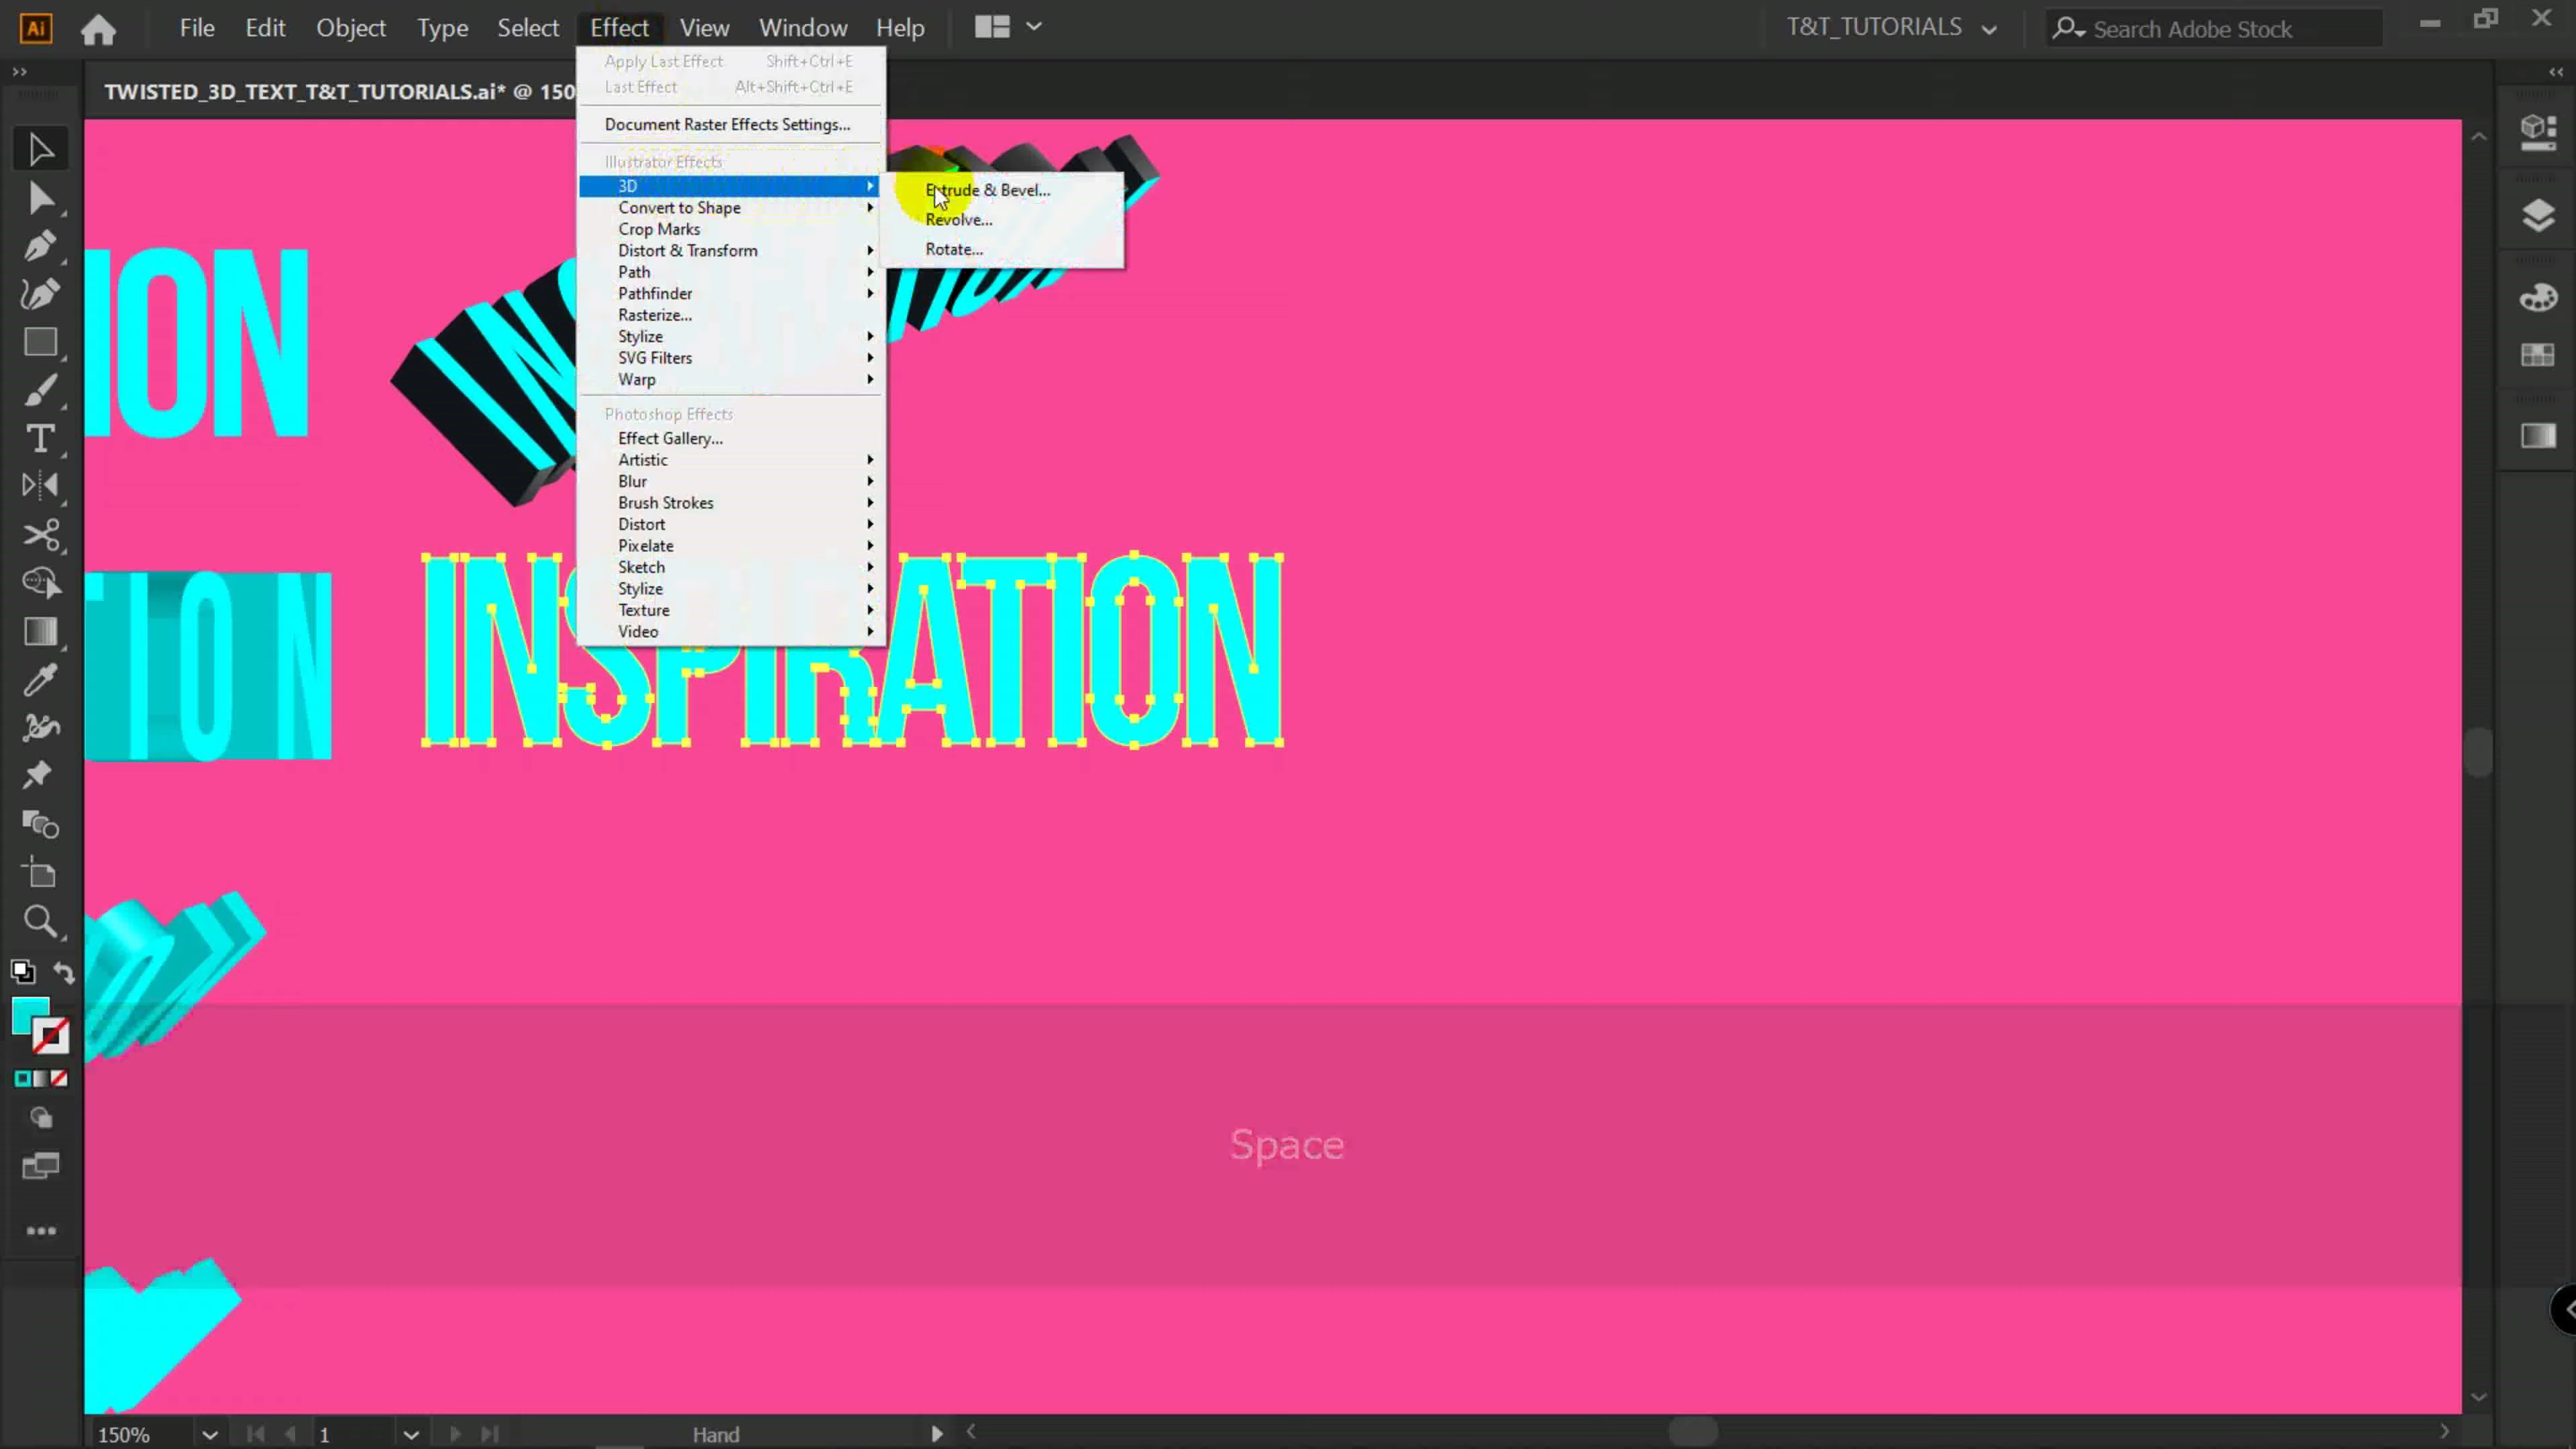 Ai File Edit Object Type Select Effect View Window Help T&T_TUTORIALS Search Adobe Stock
TWISTED_3D_TEXT_T&T_TUTORIALS.ai* @ 150
Apply Last Effect Shift+Ctrl+E
Last Effect Alt+Shift+Ctrl+E
Document Raster Effects Settings...
Illustrator Effects
3D
Convert to Shape
Crop Marks
Distort & Transform
Path
Pathfinder
Rasterize...
Stylize
SVG Filters
Warp
Photoshop Effects
Effect Gallery...
Artistic
Blur
Brush Strokes
Distort
Pixelate
Sketch
Stylize
Texture
Video
Extrude & Bevel...
Revolve...
Rotate...
ION
TION
INSPIRATION
Space
150% 1 Hand